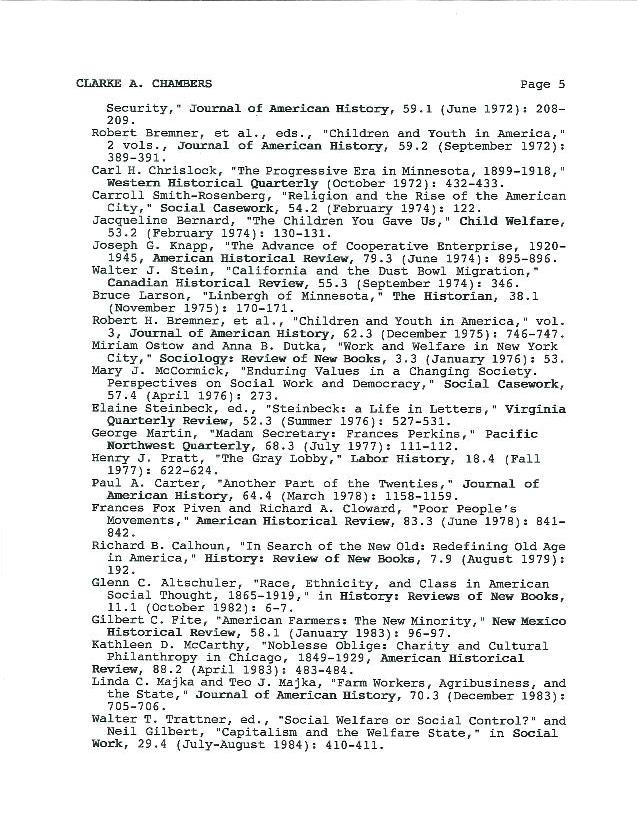 CLARKE A. CHAMBERS Page 5
Security," Journal of American History, 59.1 (June 1972): 208-
209.
Robert Bremner, et al., eds., "Children and Youth in America,"
2 vols., Journal of American History, 59.2 (September 1972):
389-391.
Carl H. Chrislock, "The Progressive Era in Minnesota, 1899-1918,"
Western Historical Quarterly (October 1972): 432-433.
Carroll Smith-Rosenberg, "Religion and the Rise of the American
City," Social Casework, 54.2 (February 1974): 122.
Jacqueline Bernard, "The Children You Gave Us," Child Welfare,
53.2 (February 1974): 130-131.
Joseph G. Knapp, "The Advance of Cooperative Enterprise, 1920-
1945, American Historical Review, 79.3 (June 1974): 895-896.
Walter J. Stein, "California and the Dust Bowl Migration,"
Canadian Historical Review, 55.3 (September 1974): 346.
Bruce Larson, "Linbergh of Minnesota," The Historian, 38.1
(November 1975): 170-171.
Robert H. Bremner, et al., "Children and Youth in America," vol.
3, Journal of American History, 62.3 (December 1975): 746-747.
Miriam Ostow and Anna B. Dutka, "Work and Welfare in New York
City," Sociology: Review of New Books, 3.3 (January 1976): 53.
Mary J. McCormick, "Enduring Values in a Changing Society.
Perspectives on Social Work and Democracy," Social Casework,
57.4 (April 1976): 273.
Elaine Steinbeck, ed., "Steinbeck: a Life in Letters," Virginia
Quarterly Review, 52.3 (Summer 1976): 527-531.
George Martin, "Madam Secretary: Frances Perkins," Pacific
Northwest Quarterly, 68.3 (July 1977): 111-112.
Henry J. Pratt, "The Gray Lobby," Labor History, 18.4 (Fall
1977): 622-624.
Paul A. Carter, "Another Part of the Twenties," Journal of
American History, 64.4 (March 1978): 1158-1159.
Frances Fox Piven and Richard A. Cloward, "Poor People's
Movements," American Historical Review, 83.3 (June 1978): 841-
842.
Richard B. Calhoun, "In Search of the New Old: Redefining Old Age
in America," History: Review of New Books, 7.9 (August 1979):
192.
Glenn C. Altschuler, "Race, Ethnicity, and Class in American
Social Thought, 1865-1919," in History: Reviews of New Books,
11.1 (October 1982): 6-7.
Gilbert C. Fite, "American Farmers: The New Minority," New Mexico
Historical Review, 58.1 (January 1983): 96-97.
Kathleen D. McCarthy, "Noblesse Oblige: Charity and Cultural
Philanthropy in Chicago, 1849-1929, American Historical
Review, 88.2 (April 1983): 483-484.
Linda C. Majka and Teo J. Majka, "Farm Workers, Agribusiness, and
the State," Journal of American History, 70.3 (December 1983):
705-706.
Walter T. Trattner, ed., "Social Welfare or Social Control?" and
Neil Gilbert, "Capitalism and the Welfare State," in Social
Work, 29.4 (July-August 1984): 410-411.